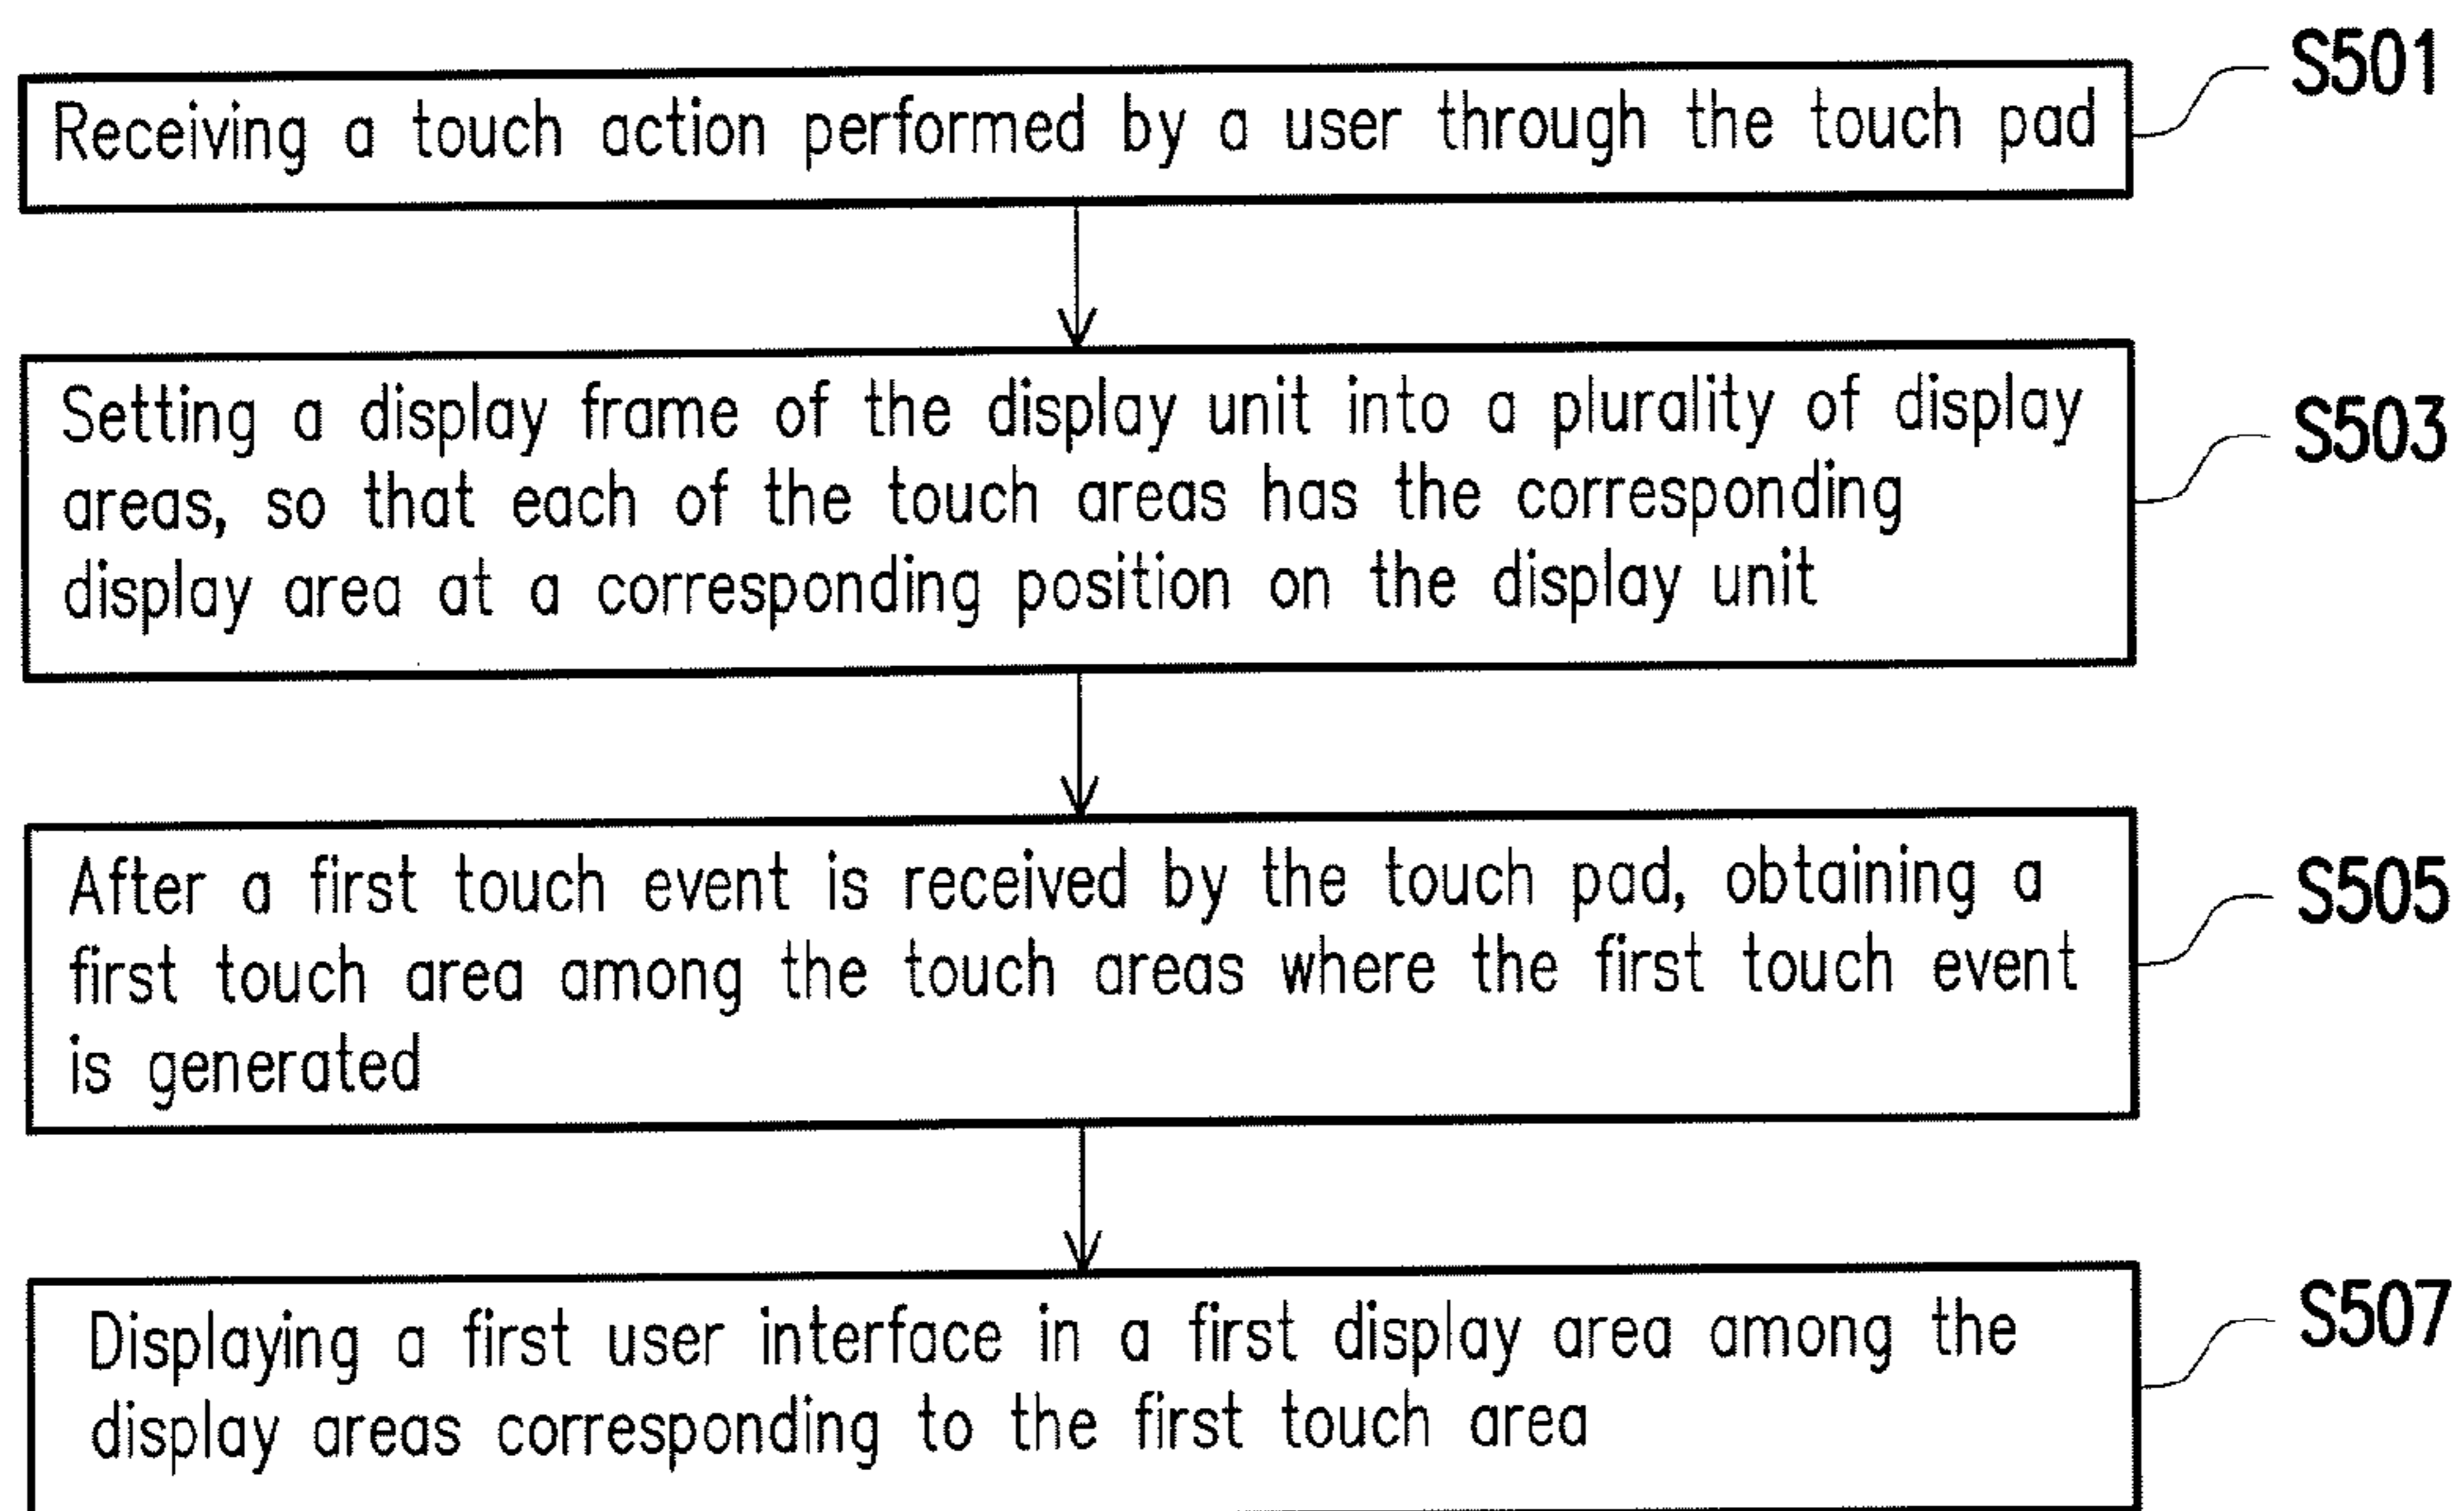 S501
Receiving a touch action performed by a user through the touch pad
Setting a display frame of the display unit into a plurality of display
S503
areas, so that each of the touch areas has the corresponding
display area at a corresponding position on the display unit
After a first touch event is received by the touch pad, obtaining a
S505
first touch area among the touch areas where the first touch event
is generated
Displaying a first user interface in a first display area among the
S507
display areas corresponding to the first touch area